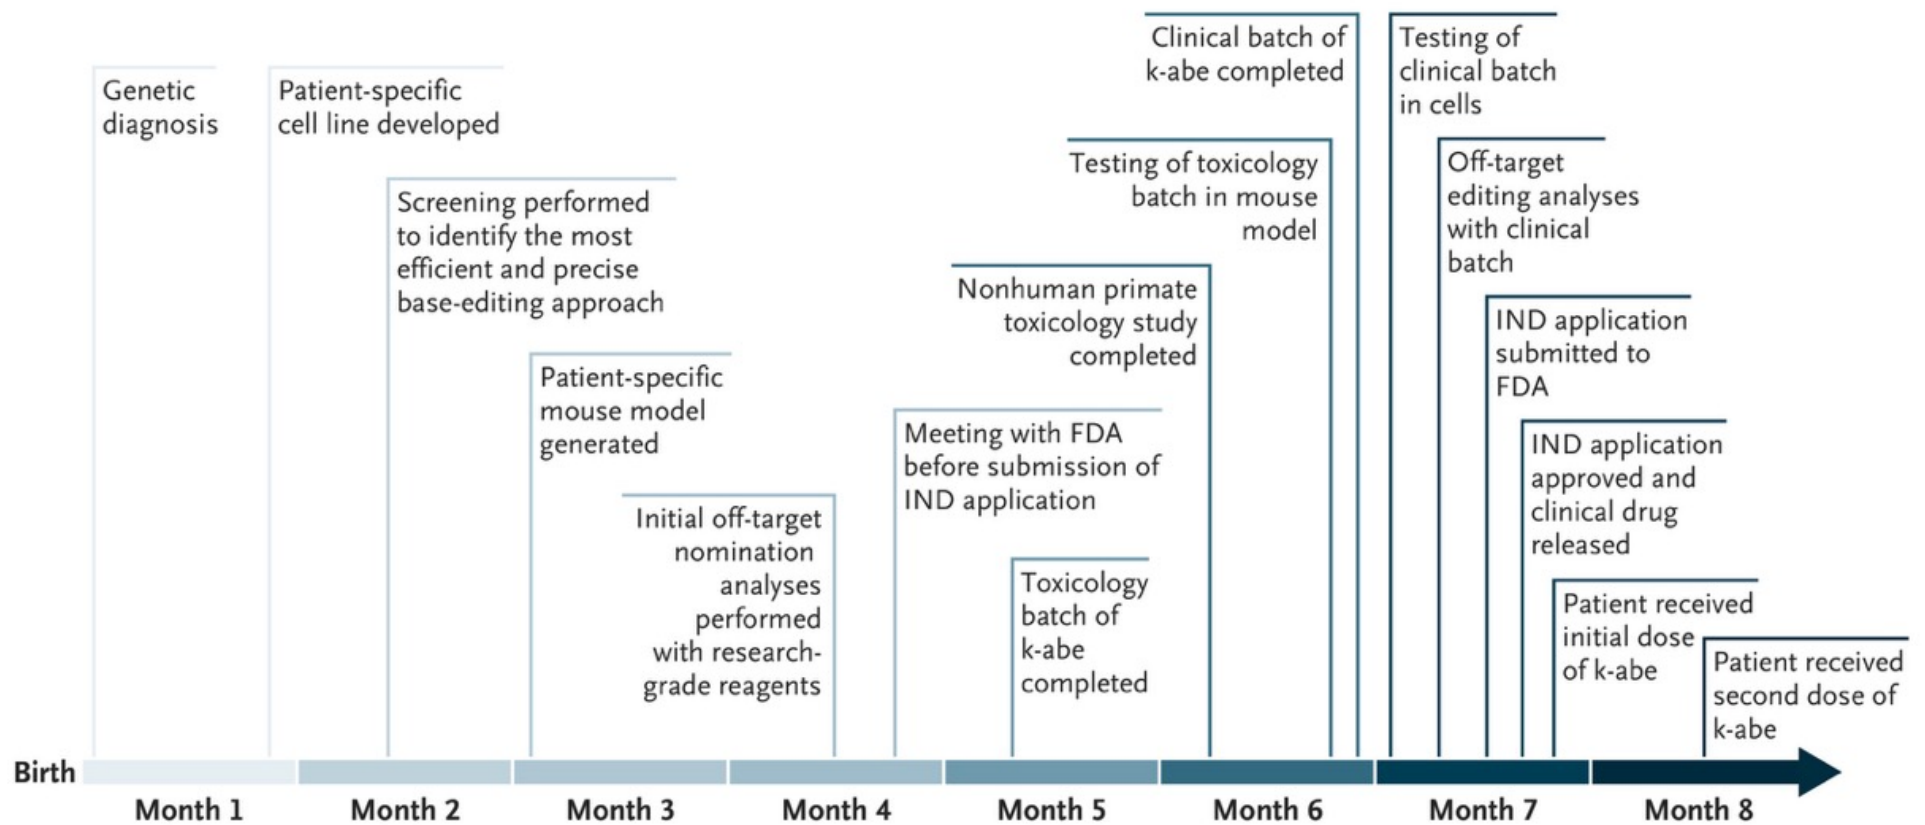 Genetic
diagnosis
Patient-specific
cell line developed
Screening performed
to identify the most
efficient and precise
base-editing approach
Patient-specific
mouse model
generated
Initial off-target
nomination
analyses
performed
with research-
grade reagents
Meeting with FDA
before submission of
IND application
Toxicology
batch of
k-abe
completed
Nonhuman primate
toxicology study
completed
Testing of toxicology
batch in mouse
model
Clinical batch of
k-abe completed
Testing of
clinical batch
in cells
Off-target
editing analyses
with clinical
batch
IND application
submitted to
FDA
IND application
approved and
clinical drug
released
Patient received
initial dose
of k-abe
Patient received
second dose of
k-abe
Birth
Month 1
Month 2
Month 3
Month 4
Month 5
Month 6
Month 7
Month 8